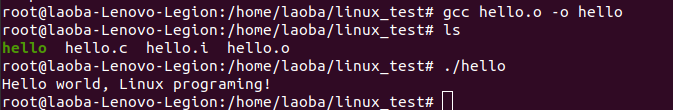 root@laoba-Lenovo-Legion:/home/laoba/linux_test# gcc hello.o -o hello
root@laoba-Lenovo-Legion:/home/laoba/linux_test# ls
hello  hello.c  hello.i  hello.o
root@laoba-Lenovo-Legion:/home/laoba/linux_test# ./hello
Hello world, Linux programing!
root@laoba-Lenovo-Legion:/home/laoba/linux_test#